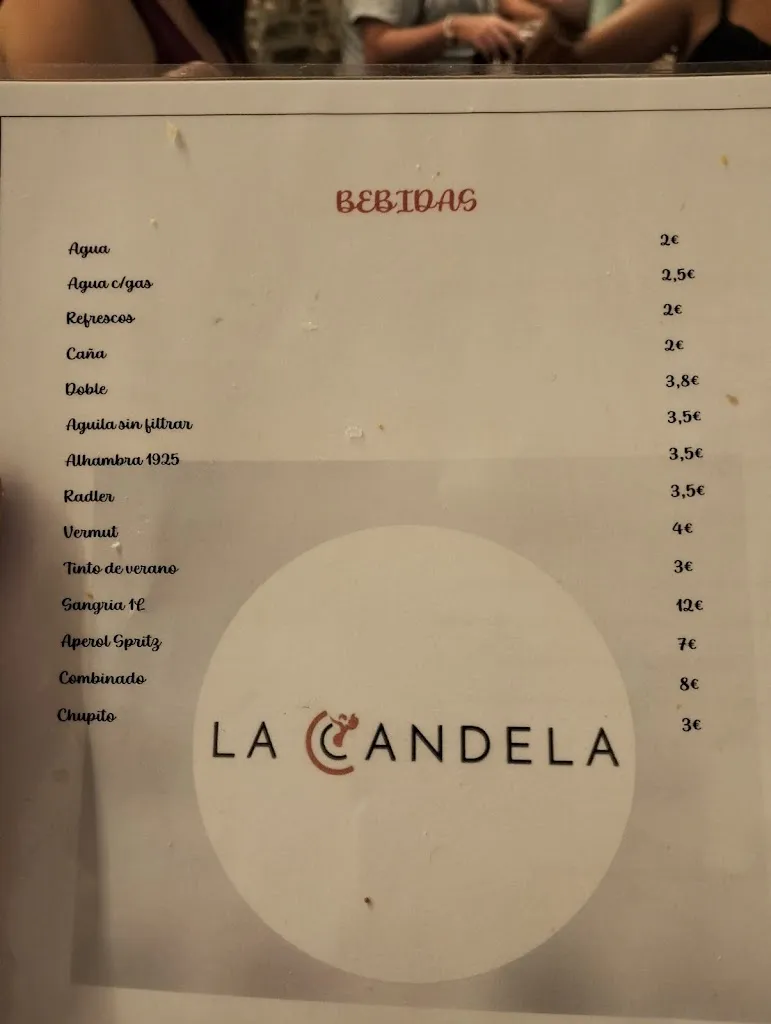 BEBIDAS
Agua 2€
Agua c/gas 2,5€
Refrescos 2€
Caña 2€
Doble 3,8€
Aguila sin filtrar 3,5€
Alhambra 1925 3,5€
Radler 3,5€
Vermut 4€
Tinto de verano 3€
Sangria 1L 12€
Aperol Spritz 7€
Combinado 8€
Chupito 3€
LA CANDELA